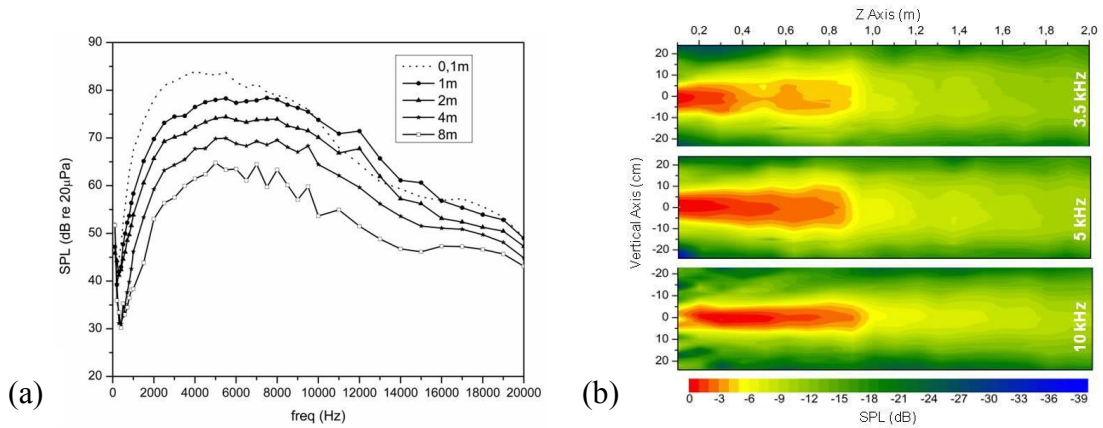 90
80
70
60
50
40
30
20
SPL (dB re 20µPa)
0,1m
1m
2m
4m
8m
0 2000 4000 6000 8000 10000 12000 14000 16000 18000 20000
freq (Hz)
(a)
Z Axis (m)
0,2 0,4 0,6 0,8 1,0 1,2 1,4 1,6 1,8 2,0
Vertical Axis (cm)
20
10
0
-10
-20
3.5 kHz
20
10
0
-10
-20
5 kHz
-20
-10
0
10
20
10 kHz
0 -3 -6 -9 -12 -15 -18 -21 -24 -27 -30 -33 -36 -39
SPL (dB)
(b)